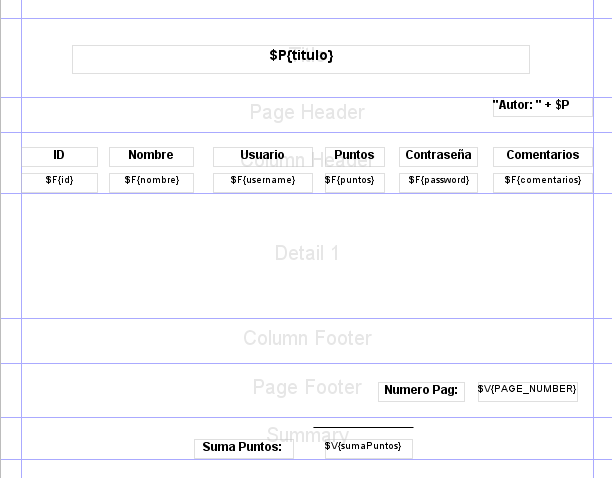 $P{titulo}
"Autor: " + $P
Page Header
ID Nombre Usuario Puntos Contraseña Comentarios
Column Header
$F{id} $F{nombre} $F{username} $F{puntos} $F{password} $F{comentarios}
Detail 1
Column Footer
Page Footer
Numero Pag: $V{PAGE_NUMBER}
Summary
Suma Puntos: $V{sumaPuntos}